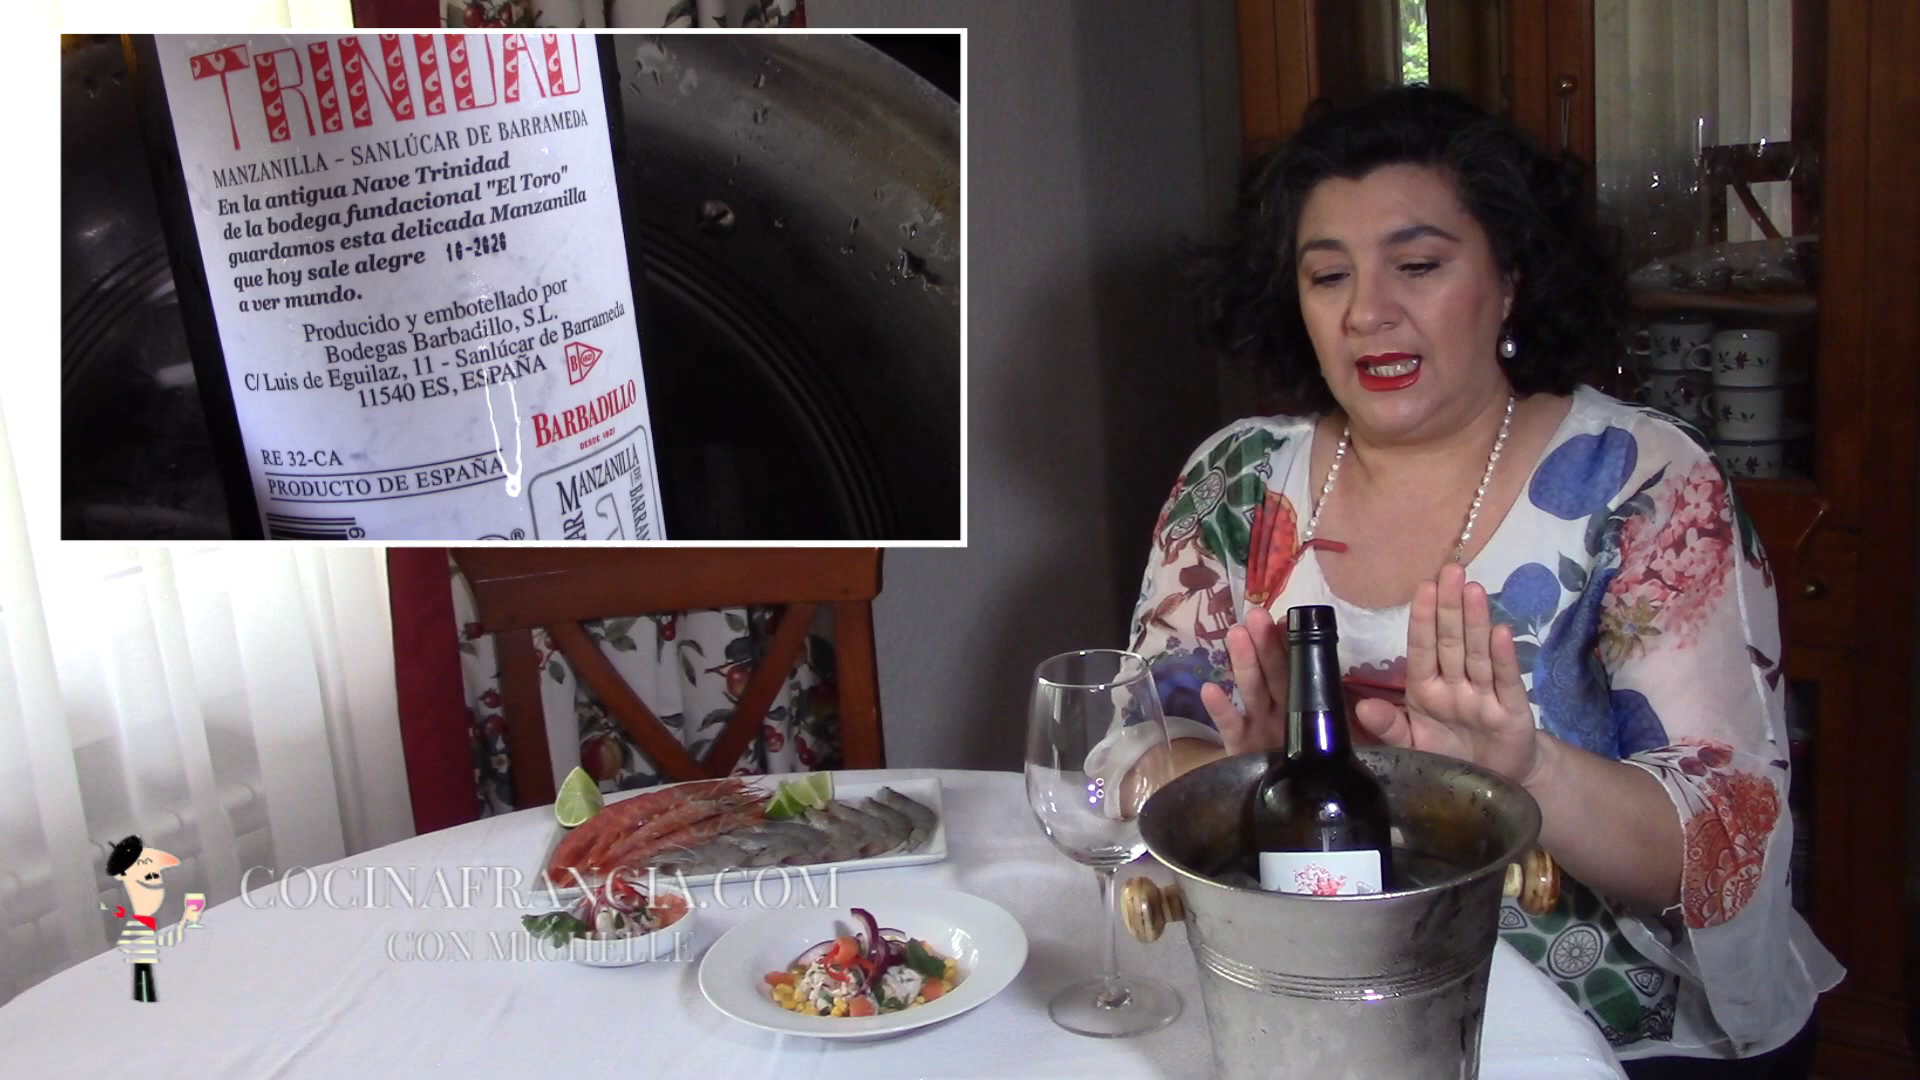 TRINIDAD
MANZANILLA - SANLÚCAR DE BARRAMEDA
En la antigua Nave Trinidad
de la bodega fundacional "El Toro"
guardamos esta delicada Manzanilla
que hoy sale alegre 10-2020
a ver mundo.
Producido y embotellado por
Bodegas Barbadillo, S.L.
C/ Luis de Eguilaz, 11 - Sanlúcar de Barrameda
11540 ES, ESPAÑA
BARBADILLO
DESDE 1821
RE 32-CA
PRODUCTO DE ESPAÑA
MANZANILLA
COCINAFRANCIA.COM
CON MICHELLE